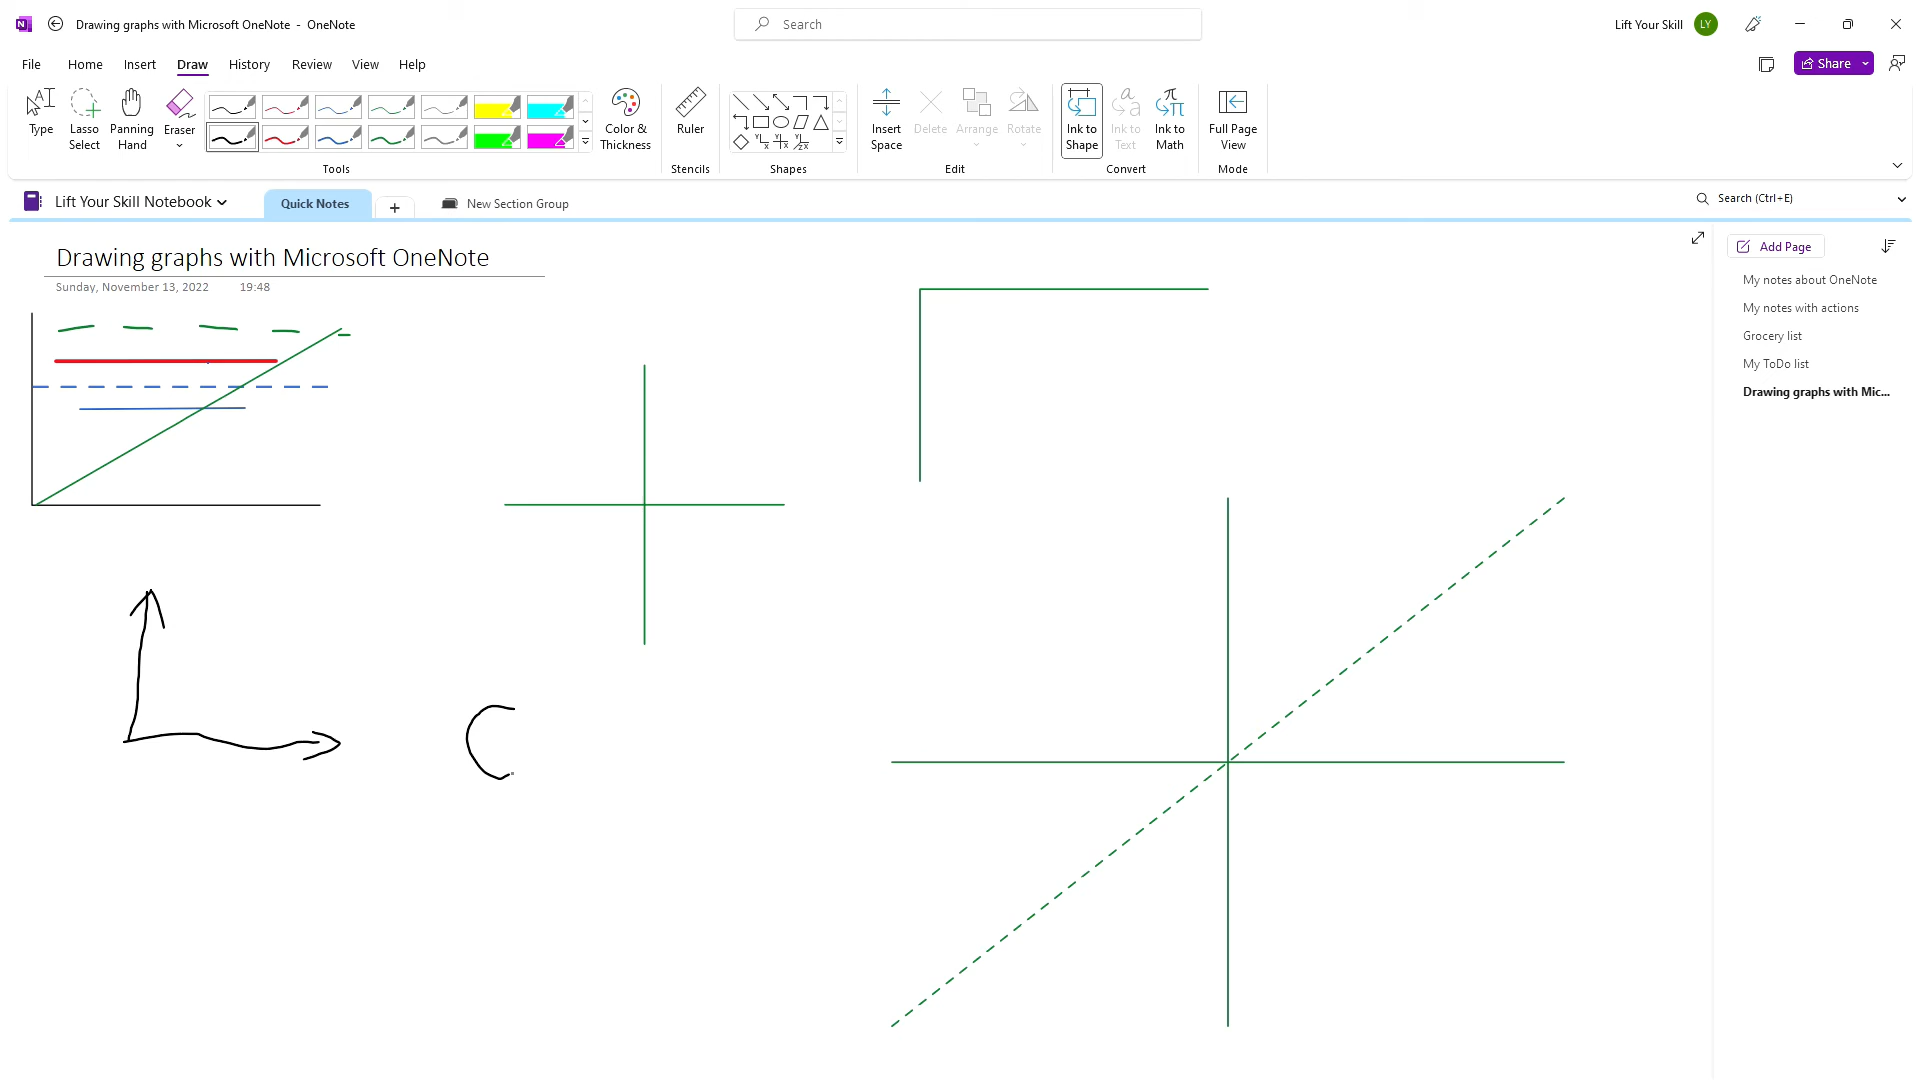 Drawing graphs with Microsoft OneNote - OneNote
Search
Lift Your Skill
LY
File Home Insert Draw History Review View Help
Share
Type
Lasso Select
Panning Hand
Eraser
Color & Thickness
Ruler
Insert Space
Delete
Arrange
Rotate
Ink to Shape
Ink to Text
Ink to Math
Full Page View
Tools
Stencils
Shapes
Edit
Convert
Mode
Lift Your Skill Notebook
Quick Notes
New Section Group
Search (Ctrl+E)
Drawing graphs with Microsoft OneNote
Sunday, November 13, 2022 19:48
Add Page
My notes about OneNote
My notes with actions
Grocery list
My ToDo list
Drawing graphs with Mic...